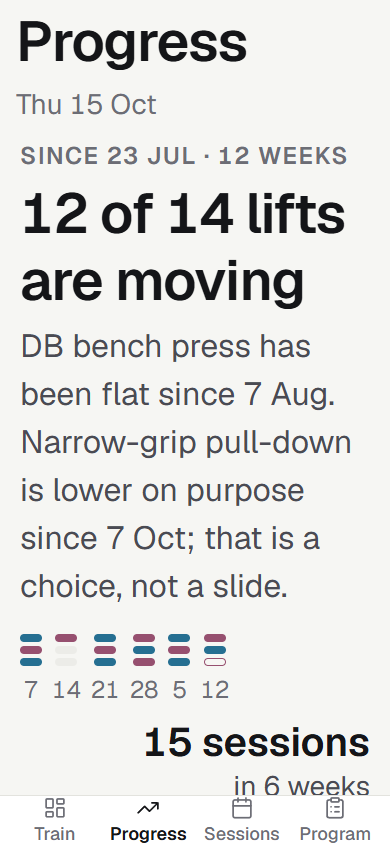 Progress
Thu 15 Oct
SINCE 23 JUL · 12 WEEKS
12 of 14 lifts
are moving
DB bench press has
been flat since 7 Aug.
Narrow-grip pull-down
is lower on purpose
since 7 Oct; that is a
choice, not a slide.
7 14 21 28 5 12
15 sessions
in 6 weeks
Train Progress Sessions Program